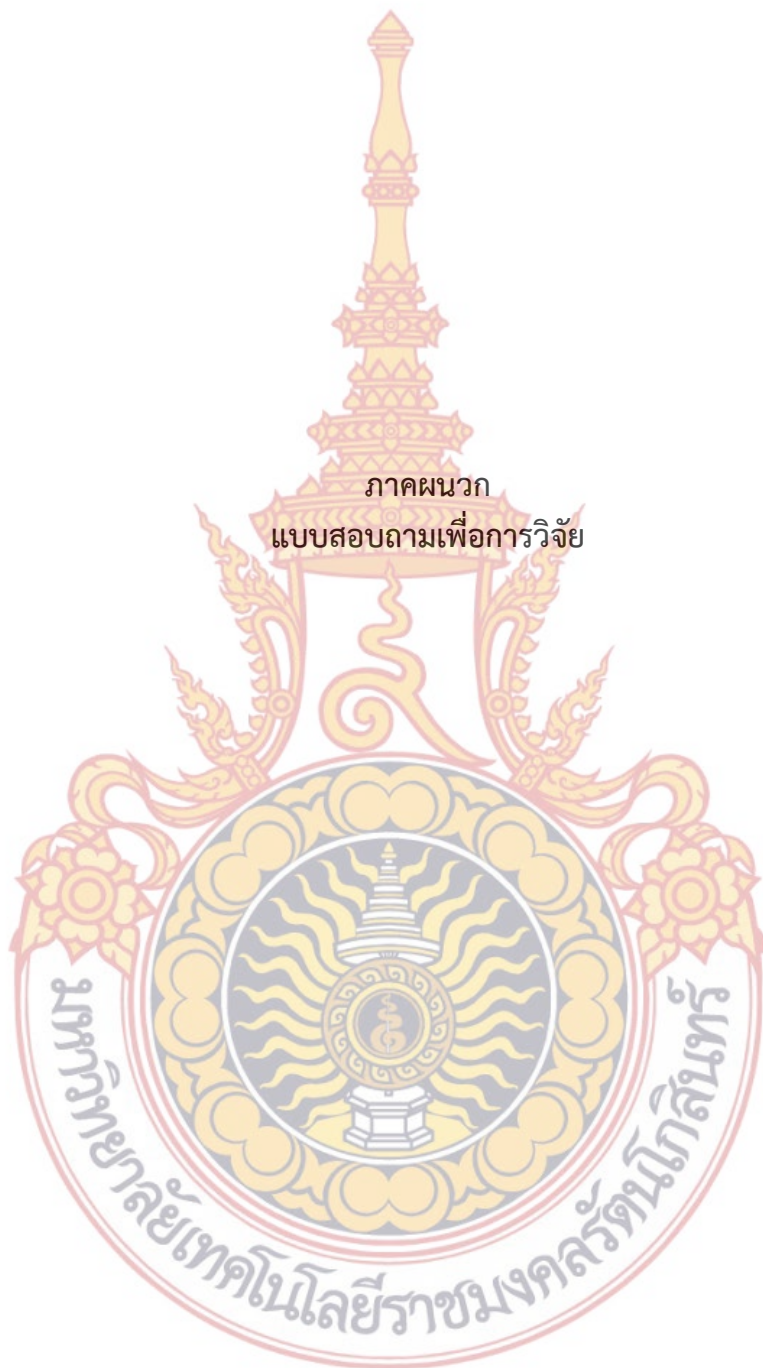 ภาคผนวก
แบบสอบถามเพื่อการวิจัย
มหาวิทยาลัยเทคโนโลยีราชมงคลรัตนโกสินทร์